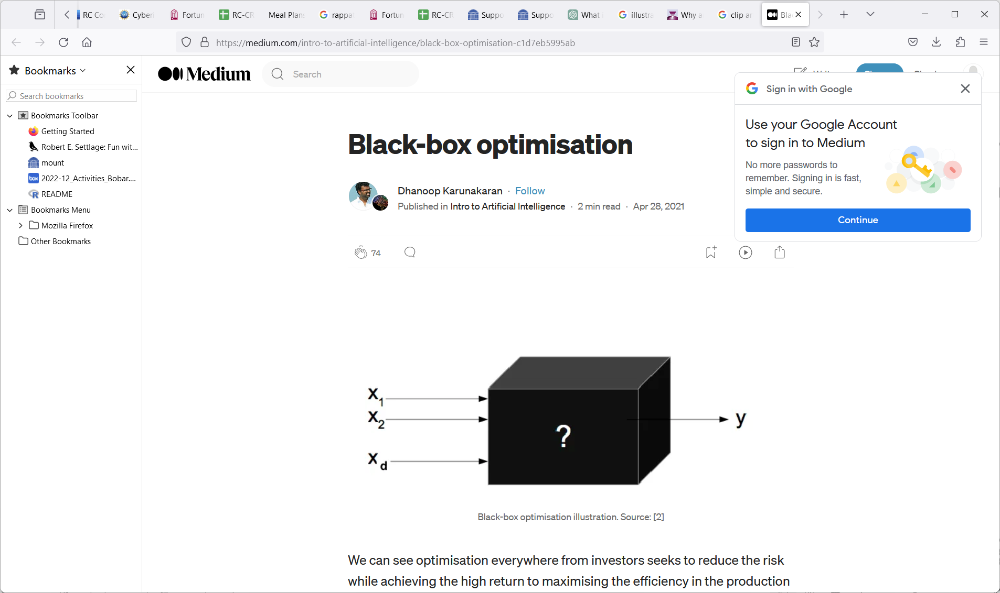 RC Co
Cyberi
Fortun
RC-CR
Meal Plans
rappat
Fortun
RC-CR
Suppo
Suppo
What i
illustra
Why a
clip ar
Bla
https://medium.com/intro-to-artificial-intelligence/black-box-optimisation-c1d7eb5995ab
Bookmarks
Search bookmarks
Bookmarks Toolbar
Getting Started
Robert E. Settlage: Fun wit...
mount
box 2022-12_Activities_Bobar....
README
Bookmarks Menu
Mozilla Firefox
Other Bookmarks
Medium
Search
Sign in with Google
Use your Google Account
to sign in to Medium
No more passwords to
remember. Signing in is fast,
simple and secure.
Continue
Black-box optimisation
Dhanoop Karunakaran · Follow
Published in Intro to Artificial Intelligence · 2 min read · Apr 28, 2021
74
x1
x2
xd
?
y
Black-box optimisation illustration. Source: [2]
We can see optimisation everywhere from investors seeks to reduce the risk
while achieving the high return to maximising the efficiency in the production